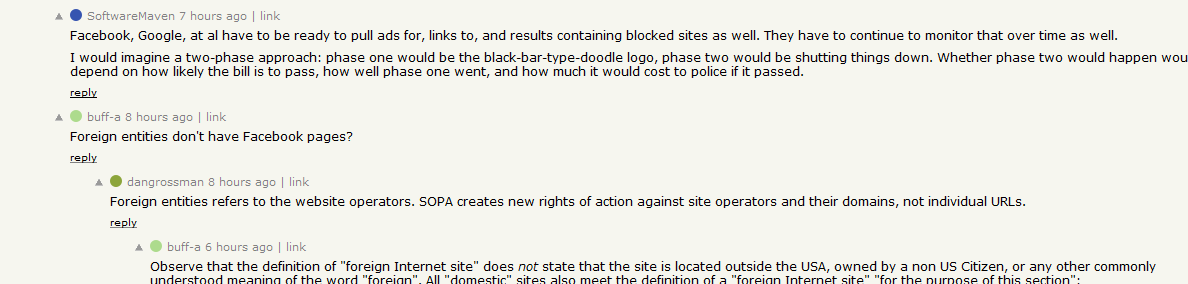 SoftwareMaven 7 hours ago | link
Facebook, Google, at al have to be ready to pull ads for, links to, and results containing blocked sites as well. They have to continue to monitor that over time as well.
I would imagine a two-phase approach: phase one would be the black-bar-type-doodle logo, phase two would be shutting things down. Whether phase two would happen wou
depend on how likely the bill is to pass, how well phase one went, and how much it would cost to police if it passed.
reply
buff-a 8 hours ago | link
Foreign entities don't have Facebook pages?
reply
dangrossman 8 hours ago | link
Foreign entities refers to the website operators. SOPA creates new rights of action against site operators and their domains, not individual URLs.
reply
buff-a 6 hours ago | link
Observe that the definition of "foreign Internet site" does not state that the site is located outside the USA, owned by a non US Citizen, or any other commonly
understood meaning of the word "foreign". All "domestic" sites also meet the definition of a "foreign Internet site" "for the purpose of this section":